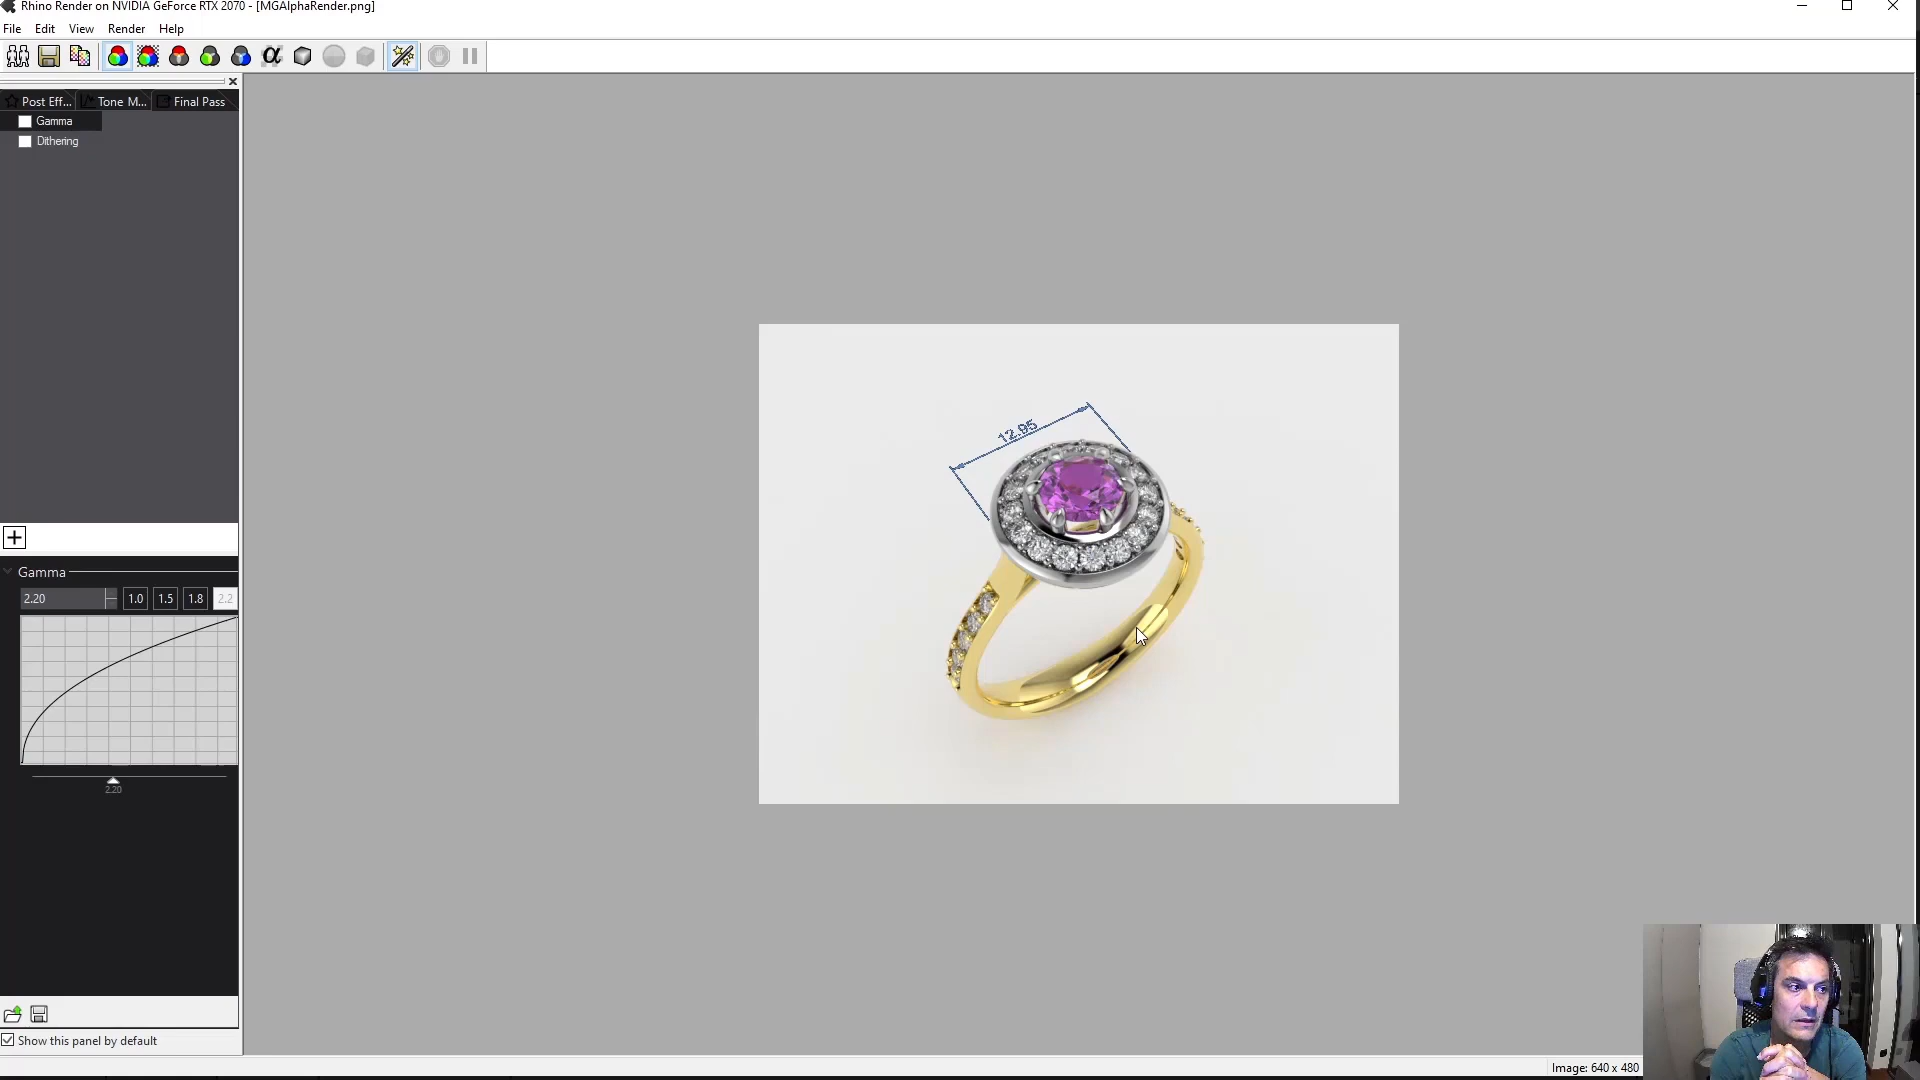 Rhino Render on NVIDIA GeForce RTX 2070 - [MGAlphaRender.png]
File Edit View Render Help
α
Post Eff... Tone M... Final Pass
Gamma
Dithering
12.95
Gamma
2.20 1.0 1.5 1.8 2.2
2.20
Show this panel by default
Image: 640 x 480